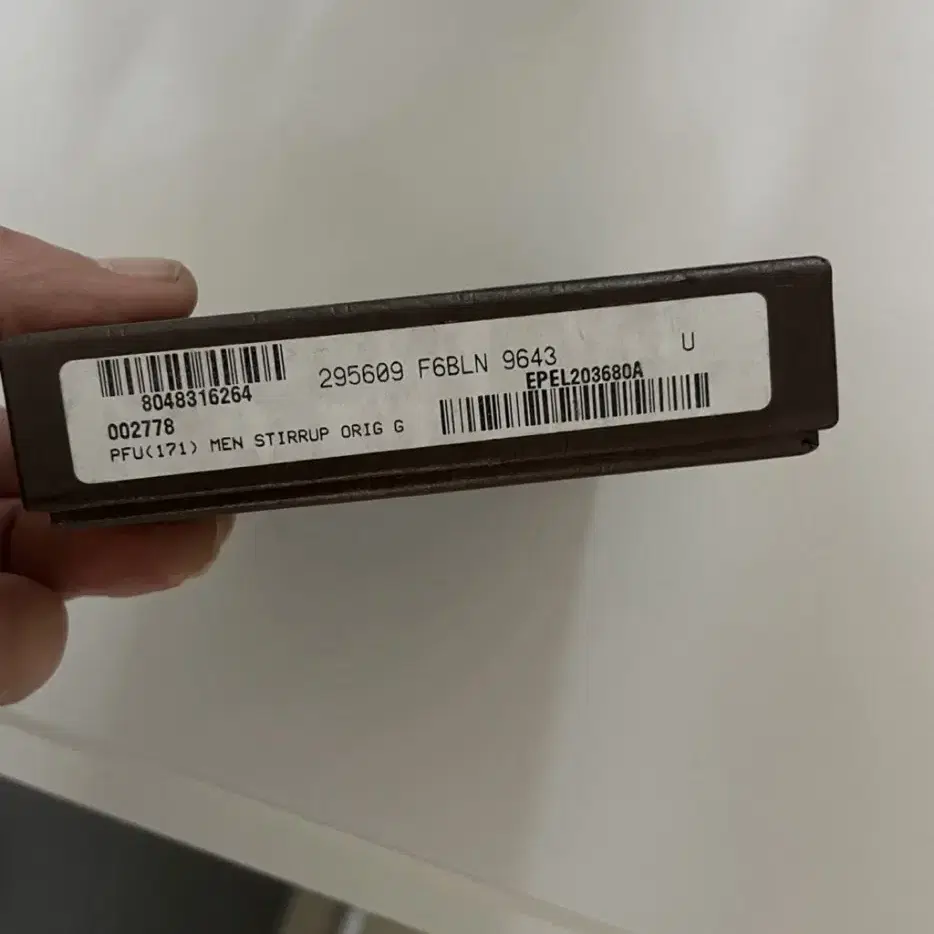 295609 F6BLN 9643 U
8048316264
EPEL203680A
002778
PFU(171) MEN STIRRUP ORIG G